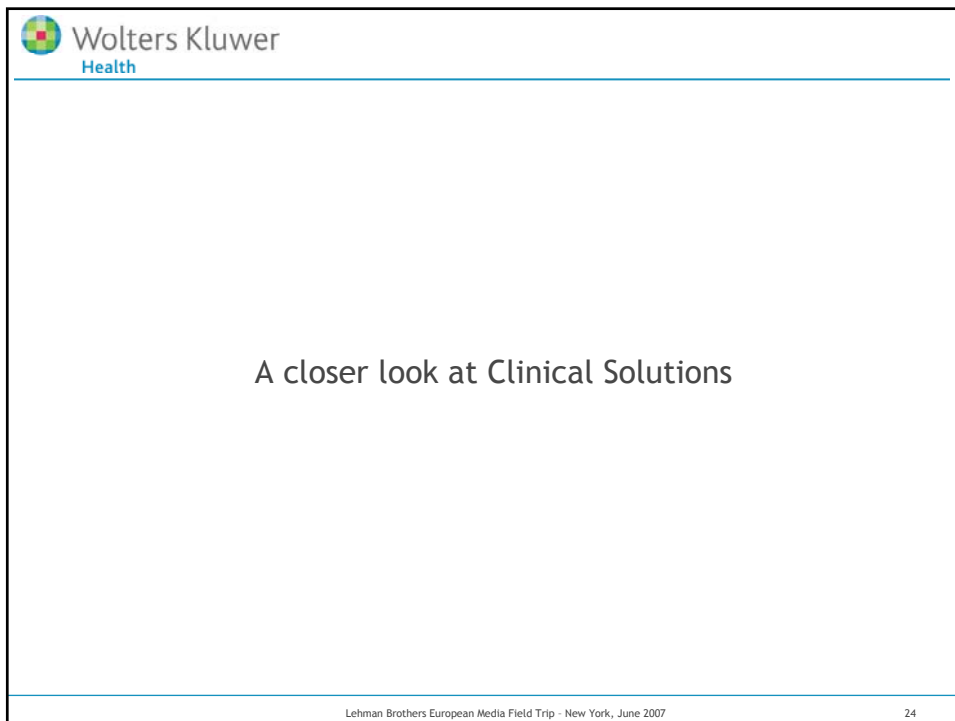 Wolters Kluwer
Health
A closer look at Clinical Solutions
Lehman Brothers European Media Field Trip - New York, June 2007
24